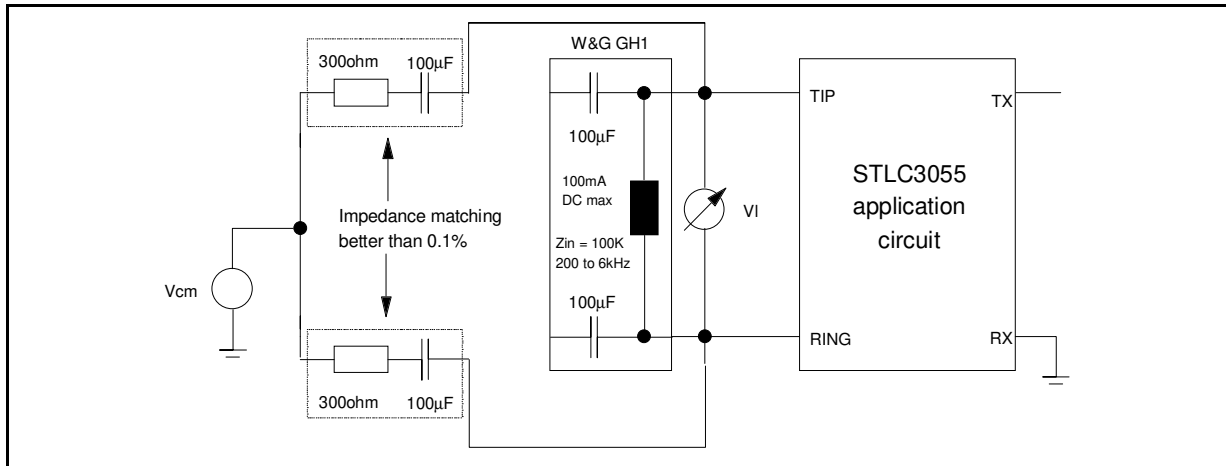 W&G GH1
300ohm
100μF
TIP
TX
100μF
STLC3055
application
circuit
100mA
DC max
Impedance matching
better than 0.1%
VI
Zin = 100K
200 to 6kHz
Vcm
100μF
RING
RX
300ohm
100μF